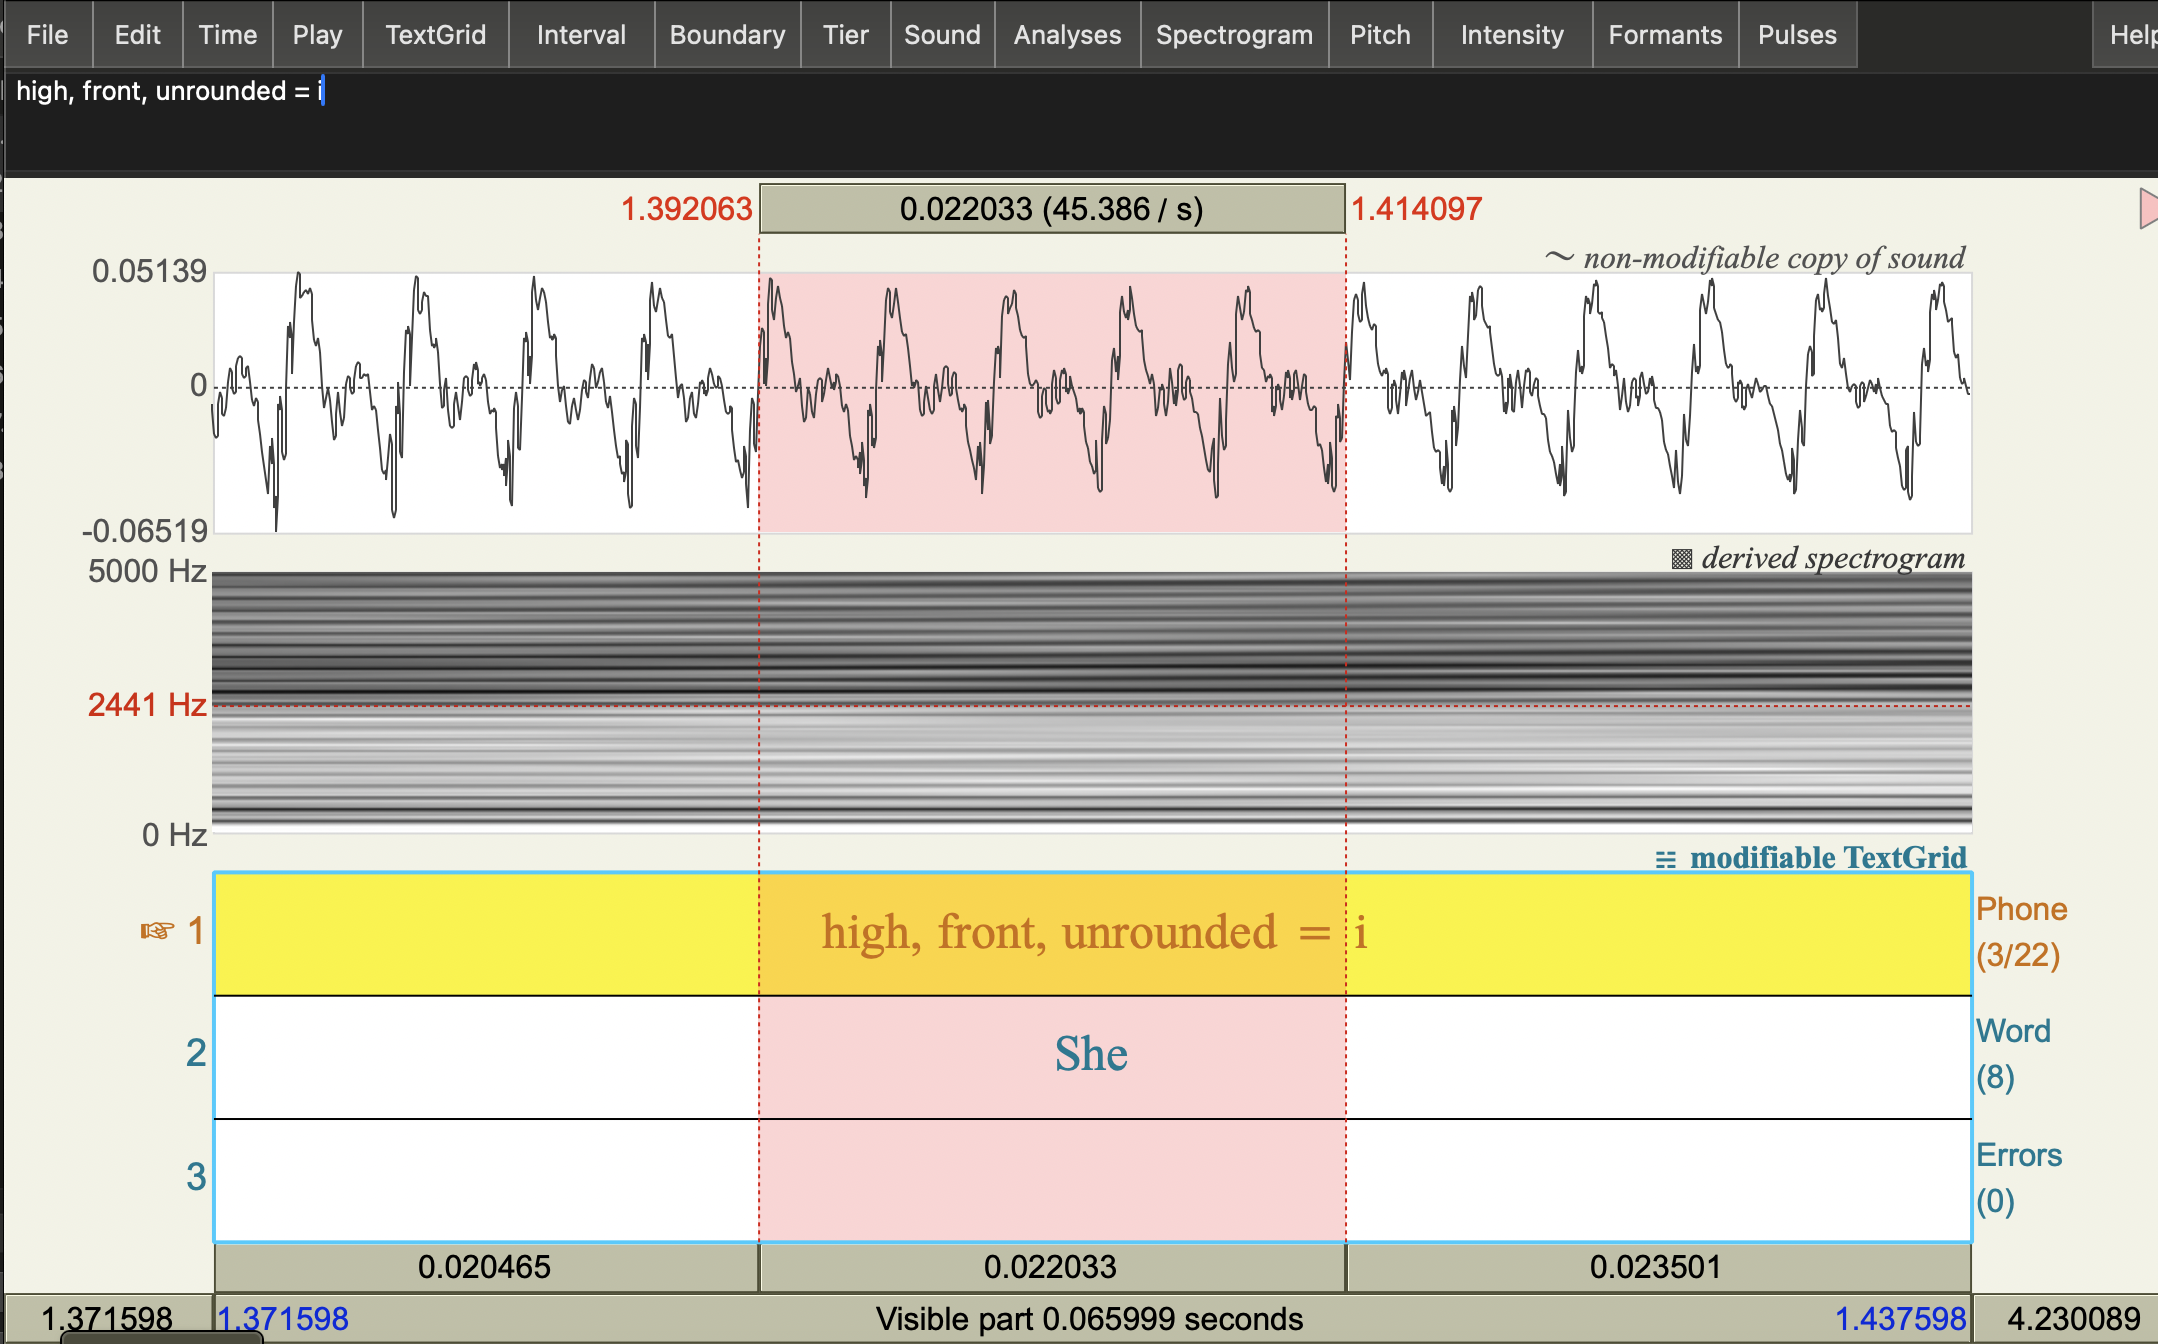 File Edit Time Play TextGrid Interval Boundary Tier Sound Analyses Spectrogram Pitch Intensity Formants Pulses Help
high, front, unrounded = i
1.392063 0.022033 (45.386 / s) 1.414097
~ non-modifiable copy of sound
0.05139
0
-0.06519
derived spectrogram
5000 Hz
2441 Hz
0 Hz
modifiable TextGrid
1 high, front, unrounded = i Phone
(3/22)
2 She Word
(8)
3 Errors
(0)
0.020465 0.022033 0.023501
1.371598 1.371598 Visible part 0.065999 seconds 1.437598 4.230089